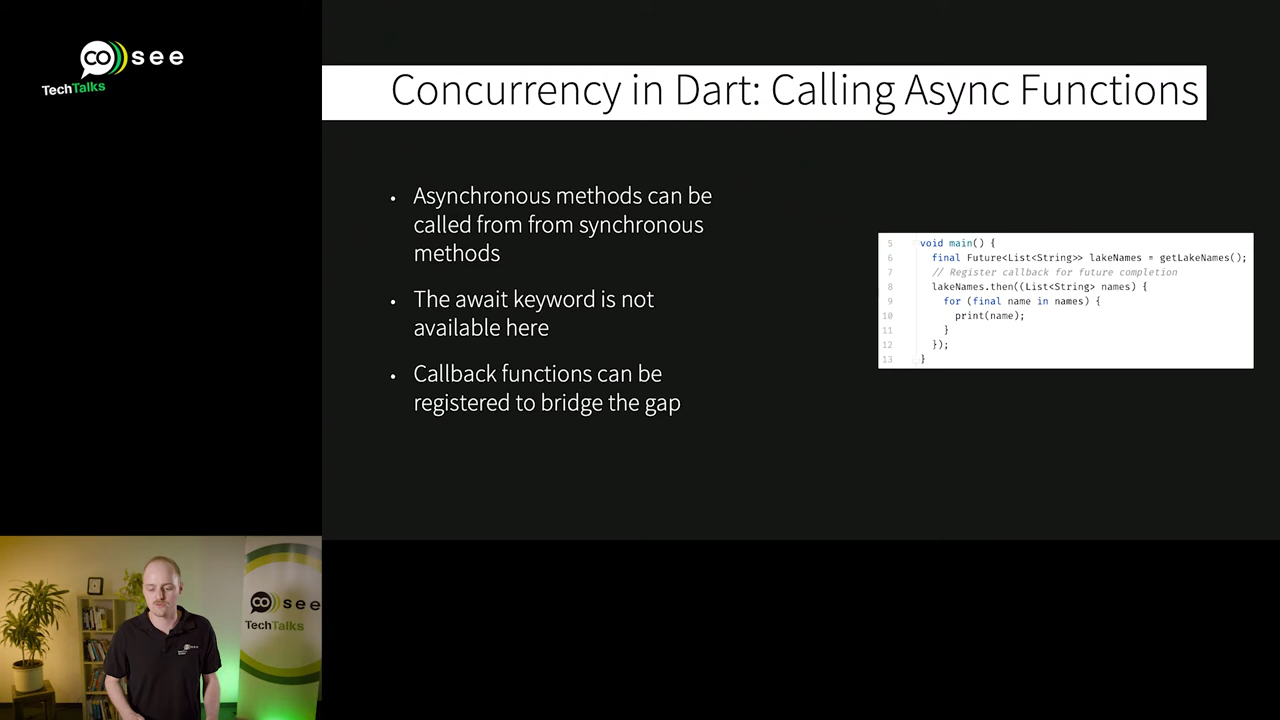 co see
TechTalks
Concurrency in Dart: Calling Async Functions
• Asynchronous methods can be
called from from synchronous
methods
• The await keyword is not
available here
• Callback functions can be
registered to bridge the gap
5 void main() {
6 final Future<List<String>> lakeNames = getLakeNames();
7 // Register callback for future completion
8 lakeNames.then((List<String> names) {
9 for (final name in names) {
10 print(name);
11 }
12 });
13 }
co see
TechTalks